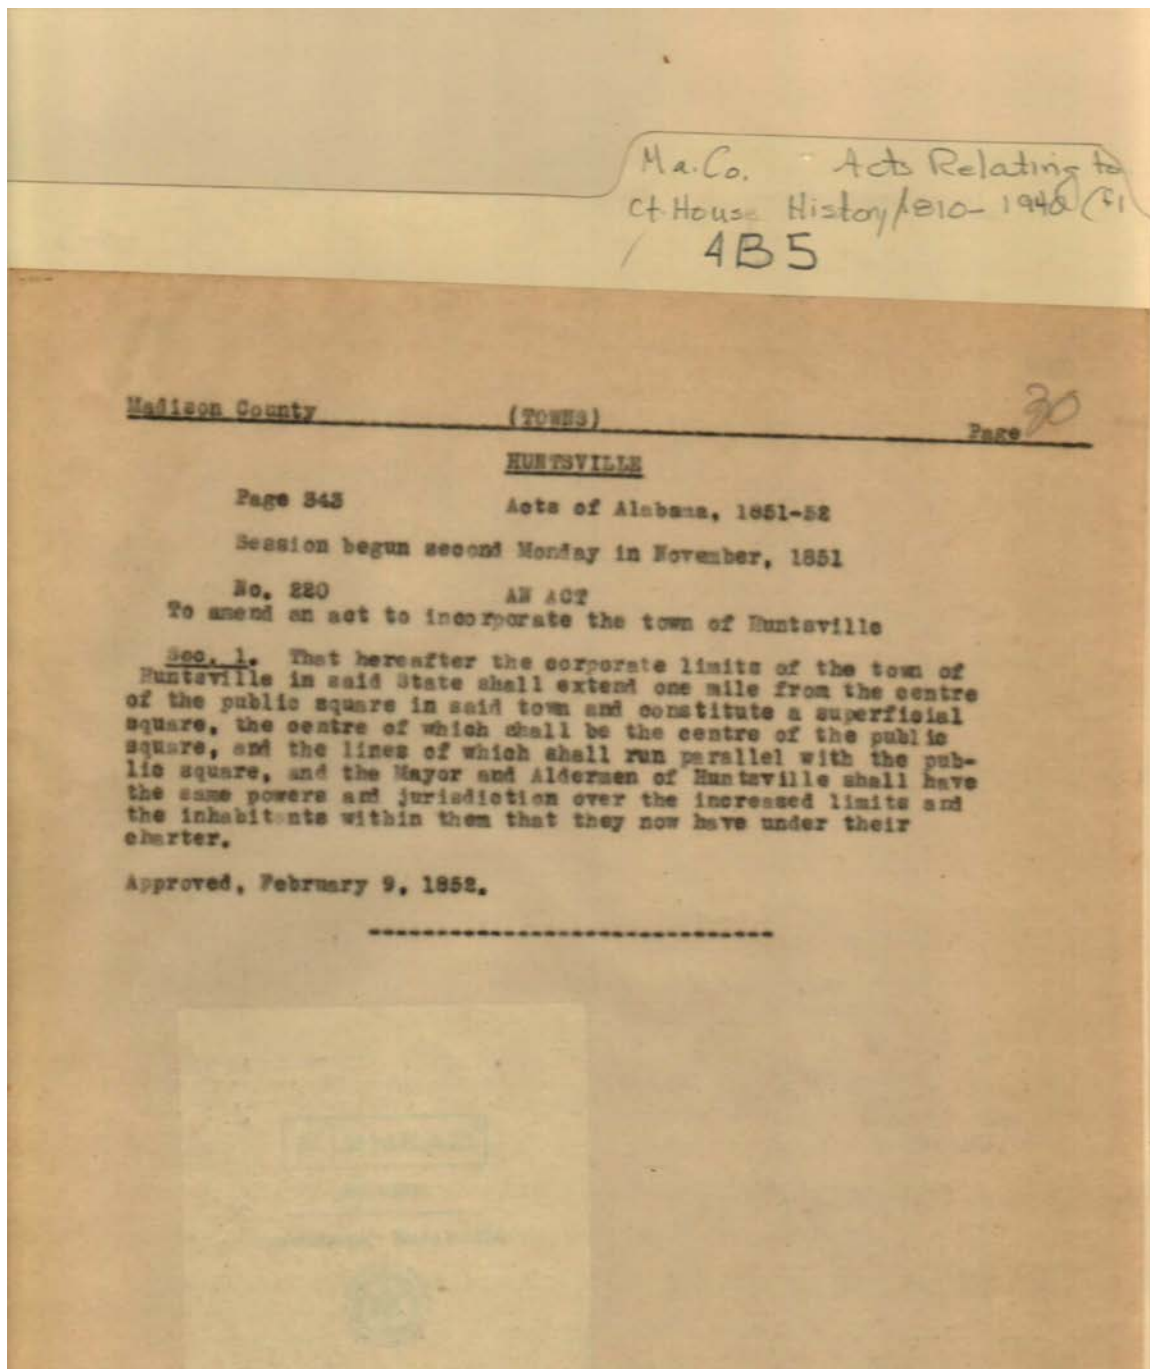 Ma.Co. Acts Relating to
Ct. House History 1810-1940 (f1
4B5
Madison County (TOWNS) Page 30
HUNTSVILLE
Page 343 Acts of Alabama, 1851-52
Session begun second Monday in November, 1851
No. 220 AN ACT
To amend an act to incorporate the town of Huntsville
Sec. 1. That hereafter the corporate limits of the town of
Huntsville in said State shall extend one mile from the centre
of the public square in said town and constitute a superficial
square, the centre of which shall be the centre of the public
square, and the lines of which shall run parallel with the pub-
lic square, and the Mayor and Aldermen of Huntsville shall have
the same powers and jurisdiction over the increased limits and
the inhabitants within them that they now have under their
charter.
Approved, February 9, 1852.